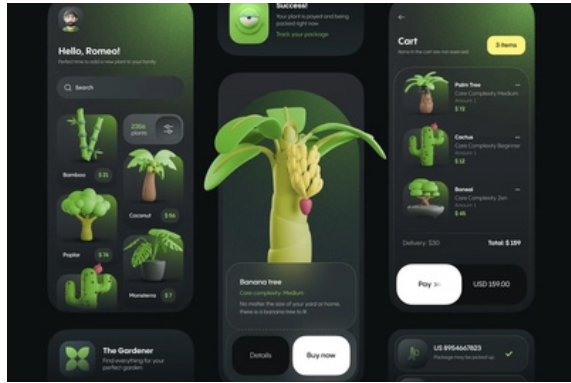 Hello, Romeo!
Perfect time to add a new plant to your family
Search
2356
plants
Bamboo
$ 21
Coconut
$ 56
Poplar
$ 74
Monsterra
$ 7
The Gardener
Find everything for your
perfect garden
Success!
Your plant is payed and being
packed right now
Track your package
Banana tree
Care complexity: Medium
No matter the size of your yard or home,
there is a banana tree to fit
Details
Buy now
Cart
Items in the cart are not reserved
3 items
Palm Tree
Care Complexity Medium
Amount 1
$ 72
Cactus
Care Complexity Beginner
Amount 1
$ 12
Bonsai
Care Complexity Zen
Amount 1
$ 45
Delivery: $30
Total: $ 159
Pay
USD 159.00
US 8954667823
Package may be picked up